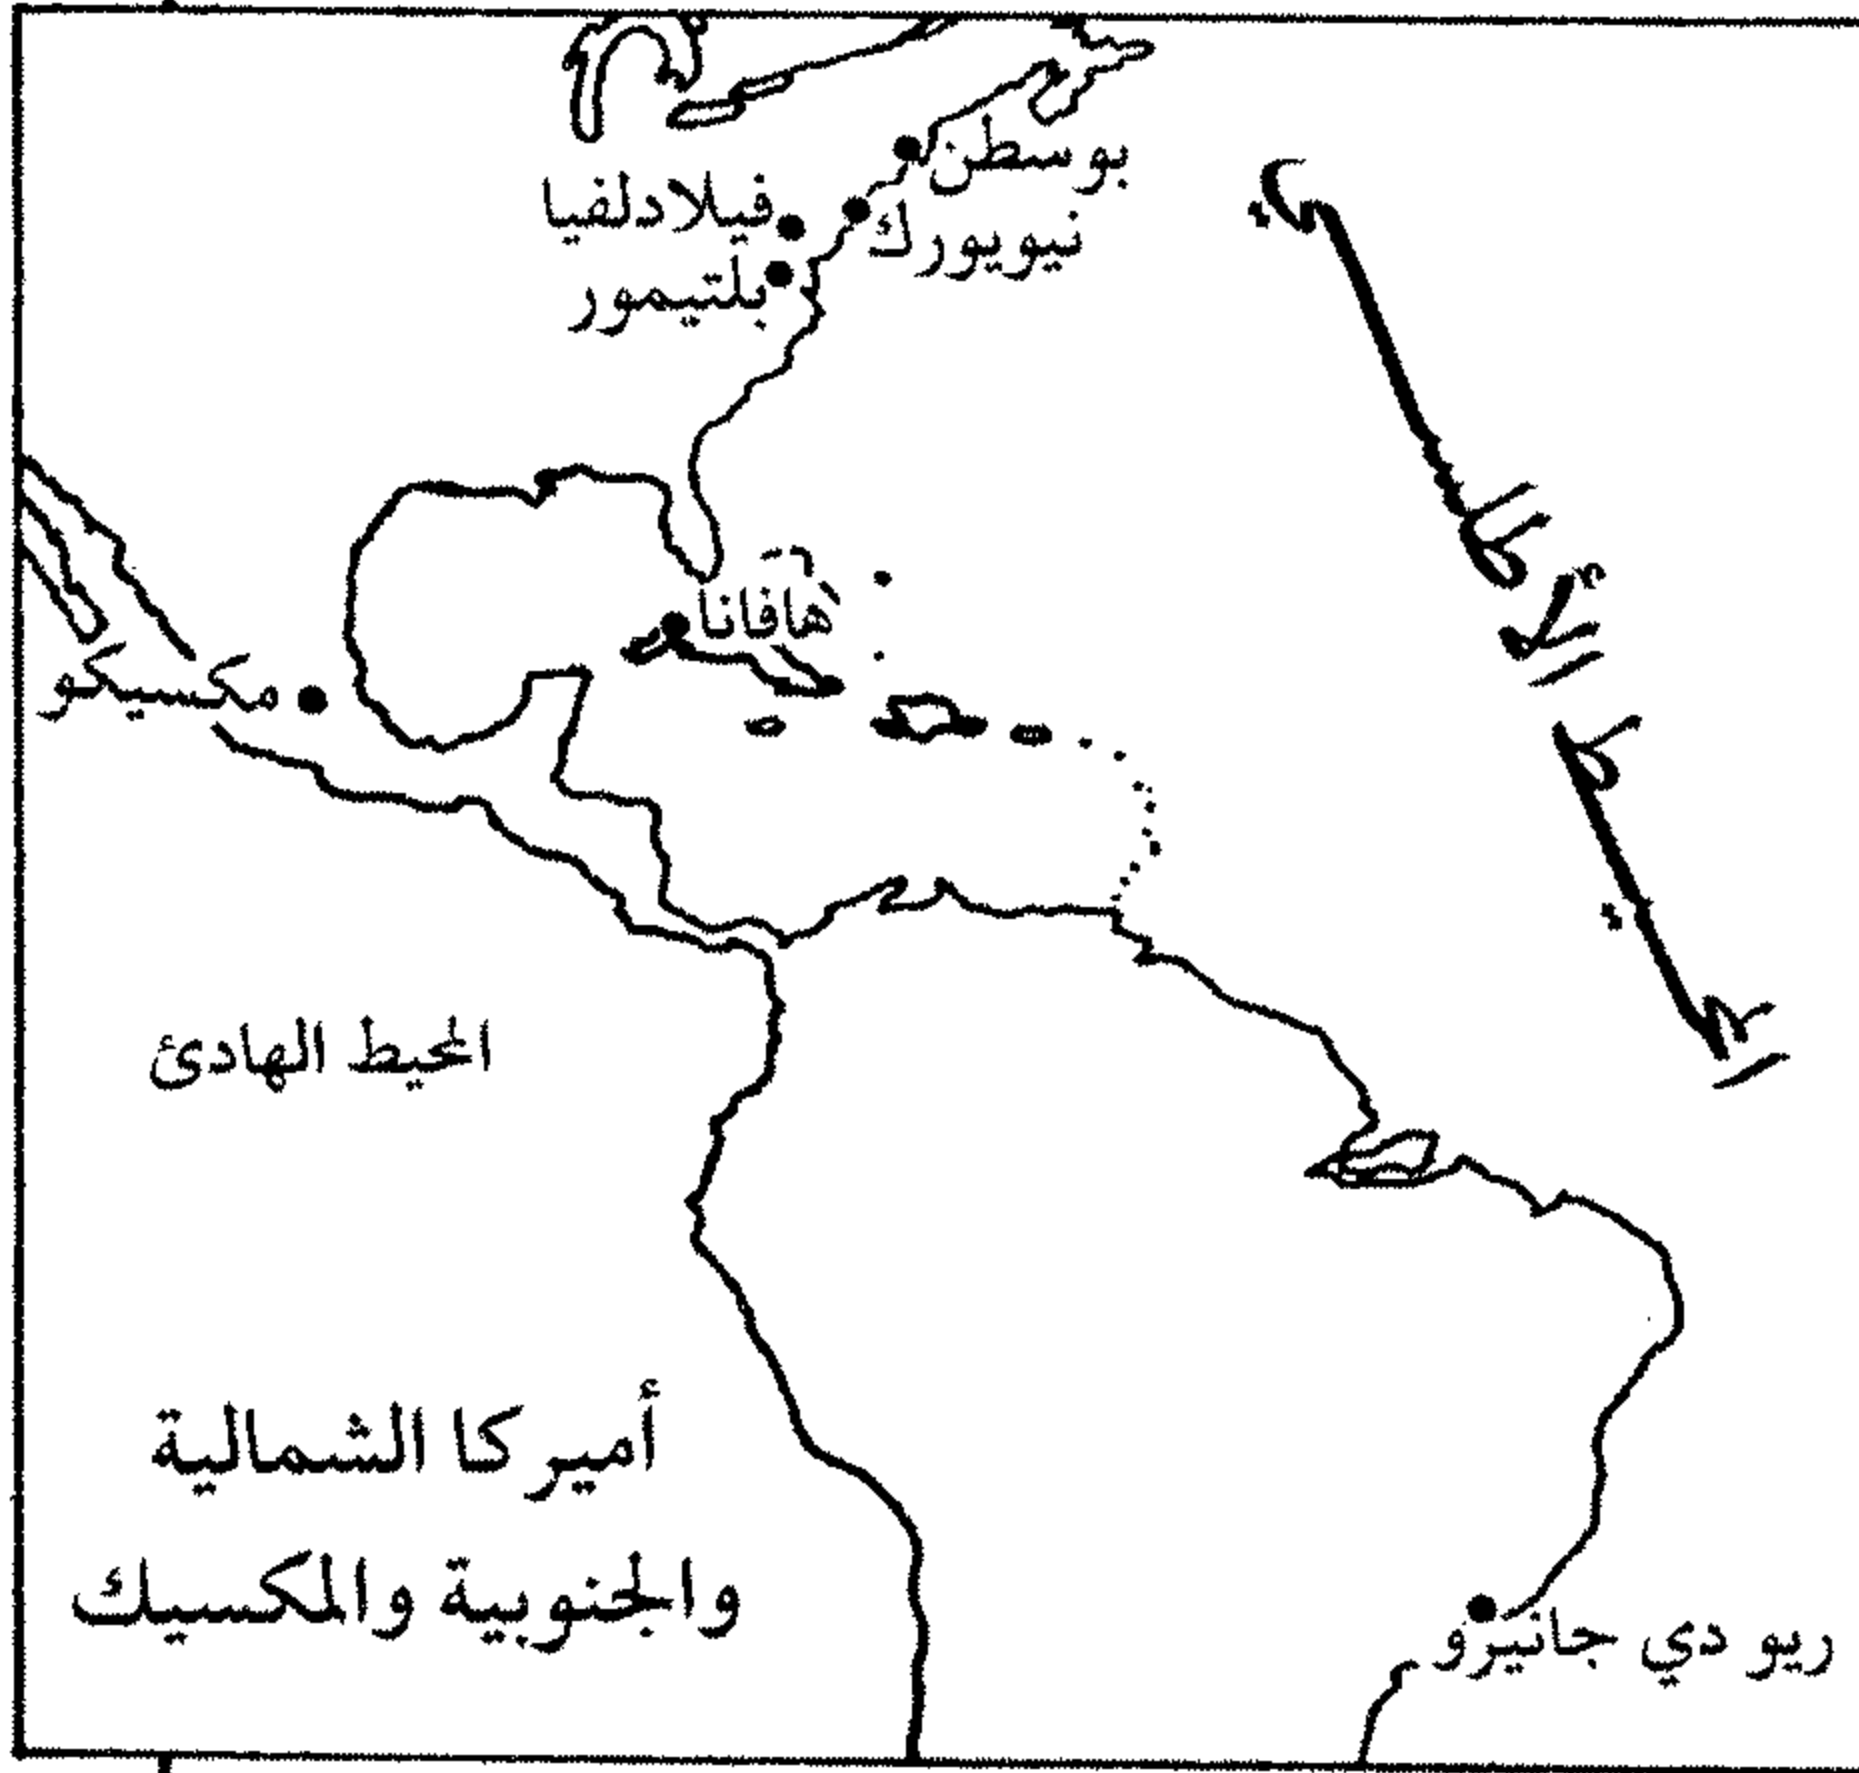 بوسطن
فيلادلفيا
نيويورك
بلتيمور
المحيط الأطلسي
هافانا
مكسيكو
المحيط الهادئ
أميركا الشمالية
والجنوبية والمكسيك
ريو دي جانيرو